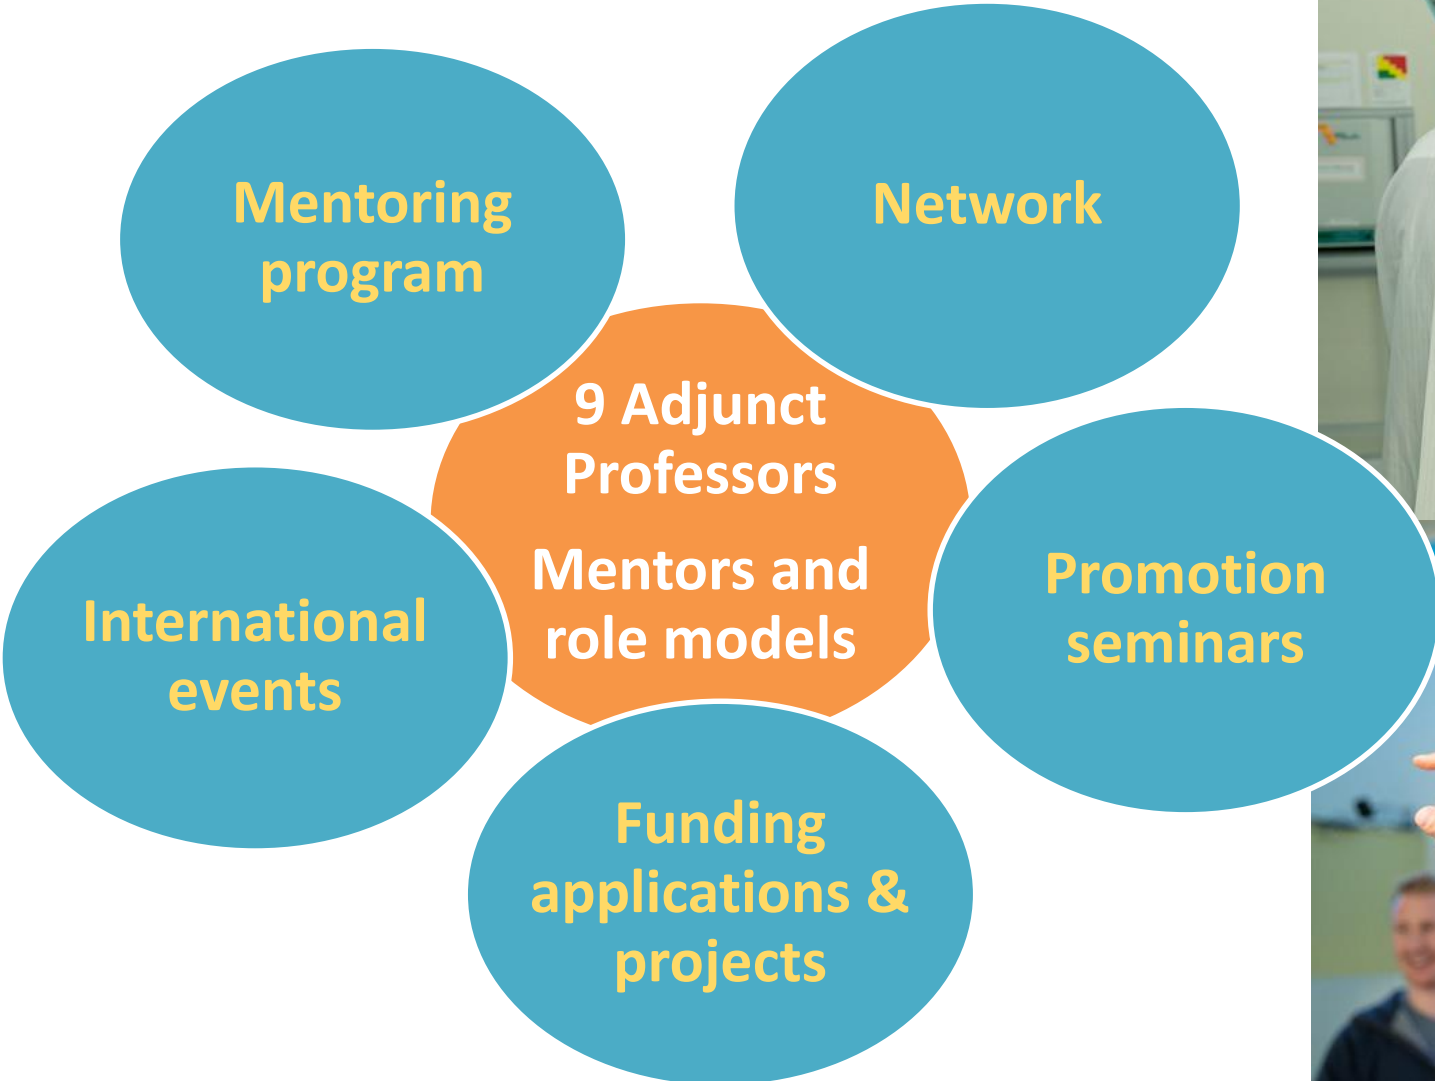 Mentoring
program
Network
9 Adjunct
Professors
Mentors and
role models
International
events
Promotion
seminars
Funding
applications &
projects